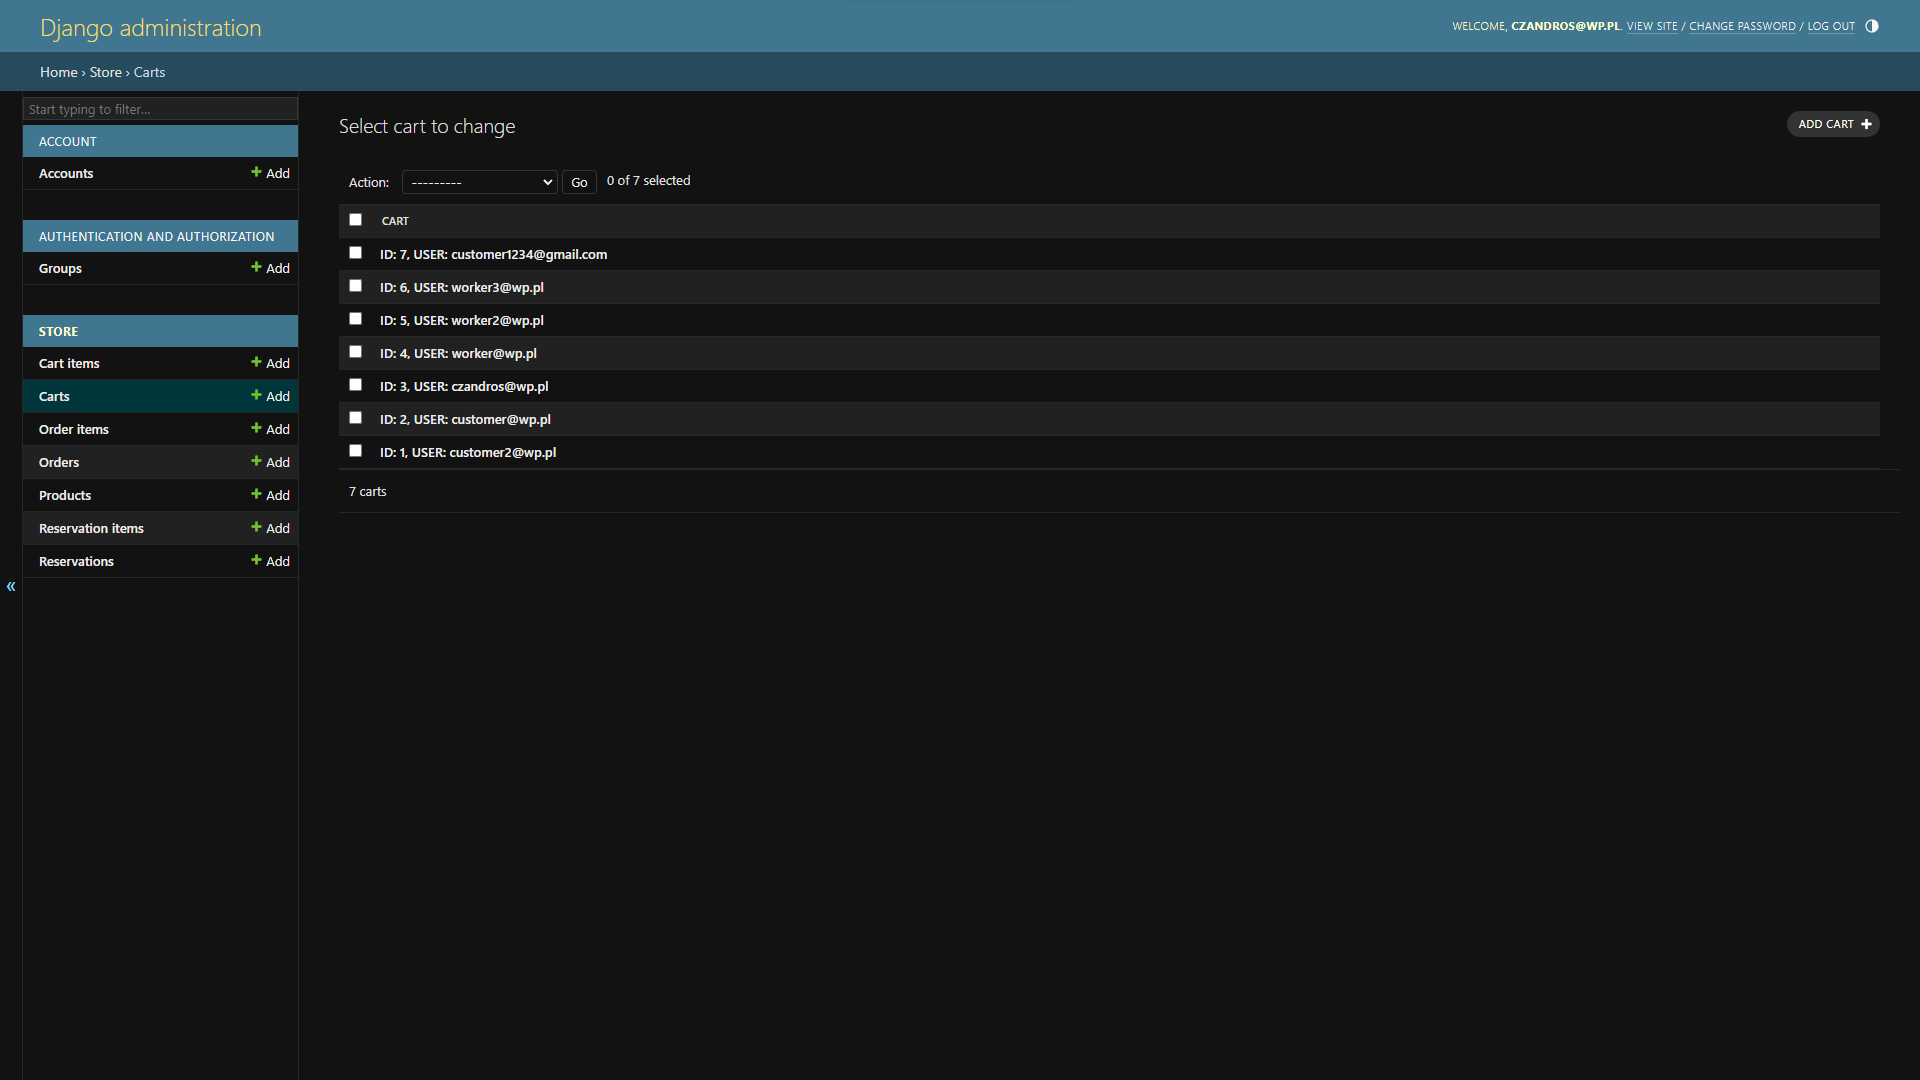 Django administration
WELCOME, CZANDROS@WP.PL. VIEW SITE / CHANGE PASSWORD / LOG OUT
Home › Store › Carts
Start typing to filter...
ACCOUNT
Accounts + Add
AUTHENTICATION AND AUTHORIZATION
Groups + Add
STORE
Cart items + Add
Carts + Add
Order items + Add
Orders + Add
Products + Add
Reservation items + Add
Reservations + Add
«
Select cart to change
ADD CART +
Action: --------- Go 0 of 7 selected
CART
ID: 7, USER: customer1234@gmail.com
ID: 6, USER: worker3@wp.pl
ID: 5, USER: worker2@wp.pl
ID: 4, USER: worker@wp.pl
ID: 3, USER: czandros@wp.pl
ID: 2, USER: customer@wp.pl
ID: 1, USER: customer2@wp.pl
7 carts